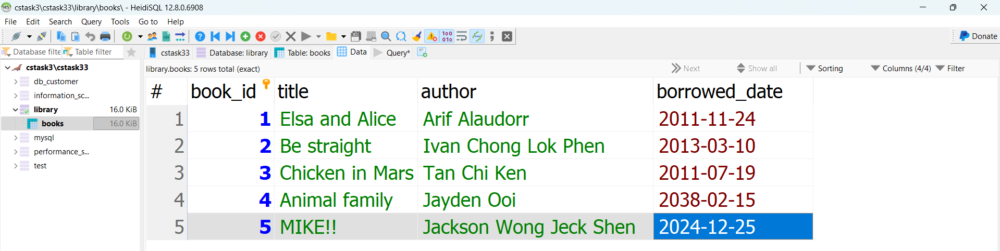 cstask3\cstask33\library\books\ - HeidiSQL 12.8.0.6908
File Edit Search Query Tools Go to Help
Donate
Database filte Table filter
cstask33 Database: library Table: books Data Query*
cstask3\cstask33
db_customer
information_sc...
library 16.0 KiB
books 16.0 KiB
mysql
performance_s...
test
library.books: 5 rows total (exact) Next Show all Sorting Columns (4/4) Filter
# book_id title author borrowed_date
1 1 Elsa and Alice Arif Alaudorr 2011-11-24
2 2 Be straight Ivan Chong Lok Phen 2013-03-10
3 3 Chicken in Mars Tan Chi Ken 2011-07-19
4 4 Animal family Jayden Ooi 2038-02-15
5 5 MIKE!! Jackson Wong Jeck Shen 2024-12-25